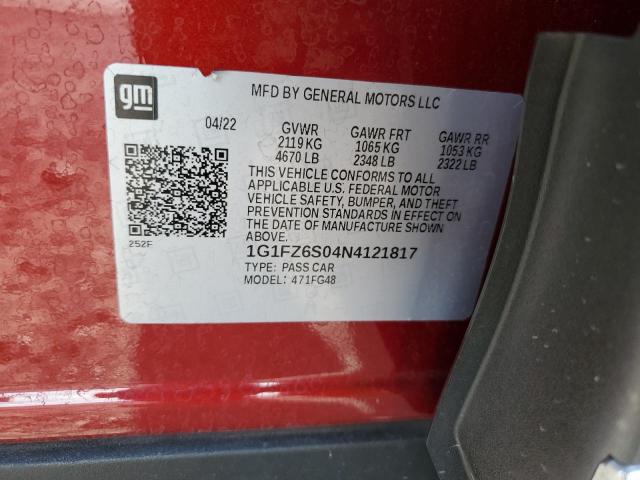 gm
MFD BY GENERAL MOTORS LLC
04/22 GVWR GAWR FRT GAWR RR
2119 KG 1065 KG 1053 KG
4670 LB 2348 LB 2322 LB
THIS VEHICLE CONFORMS TO ALL
APPLICABLE U.S. FEDERAL MOTOR
VEHICLE SAFETY, BUMPER, AND THEFT
PREVENTION STANDARDS IN EFFECT ON
THE DATE OF MANUFACTURE SHOWN
ABOVE.
252F
1G1FZ6S04N4121817
TYPE: PASS CAR
MODEL: 471FG48